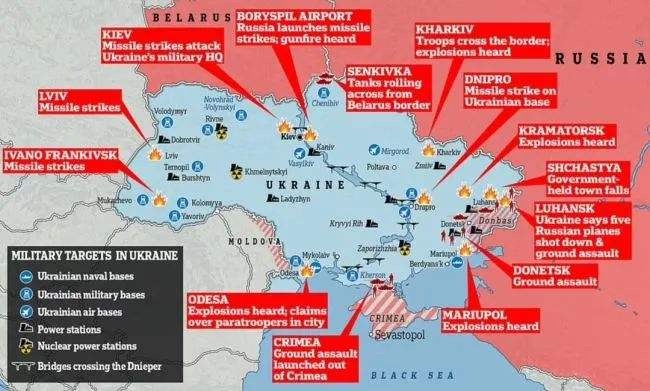 BELARUS
BORYSPIL AIRPORT
Russia launches missile
strikes; gunfire heard
KIEV
Missile strikes attack
Ukraine's military HQ
KHARKIV
Troops cross the border;
explosions heard
RUSSIA
SENKIVKA
Tanks rolling
across from
Belarus border
DNIPRO
Missile strike on
Ukrainian base
LVIV
Missile strikes
KRAMATORSK
Explosions heard
IVANO FRANKIVSK
Missile strikes
SHCHASTYA
Government-
held town falls
LUHANSK
Ukraine says five
Russian planes
shot down &
ground assault
DONETSK
Ground assault
MARIUPOL
Explosions heard
ODESA
Explosions heard; claims
over paratroopers in city
CRIMEA
Ground assault
launched out
of Crimea
Volodymyr
Novohrad
-Volynskyi
Rivne
Chenihiv
Dobrotvir
Kiev
Kaniv
Vasylkiv
Mirgorod
Poltava
Kharkiv
Zmiiv
Lviv
Ternopil
Burshtyn
Khmelnytskyi
UKRAINE
Ladyzhyn
Mukachevo
Kolomyya
Yavoriv
Dnipro
Luhansk
Donbas
Donetsk
Kryvyi Rih
MOLDOVA
Zaporizhzhia
Mykolaiv
Mariupol
Berdyans'k
Odesa
Kherson
CRIMEA
Sevastopol
BLACK SEA
MILITARY TARGETS IN UKRAINE
Ukrainian naval bases
Ukrainian military bases
Ukrainian air bases
Power stations
Nuclear power stations
Bridges crossing the Dnieper